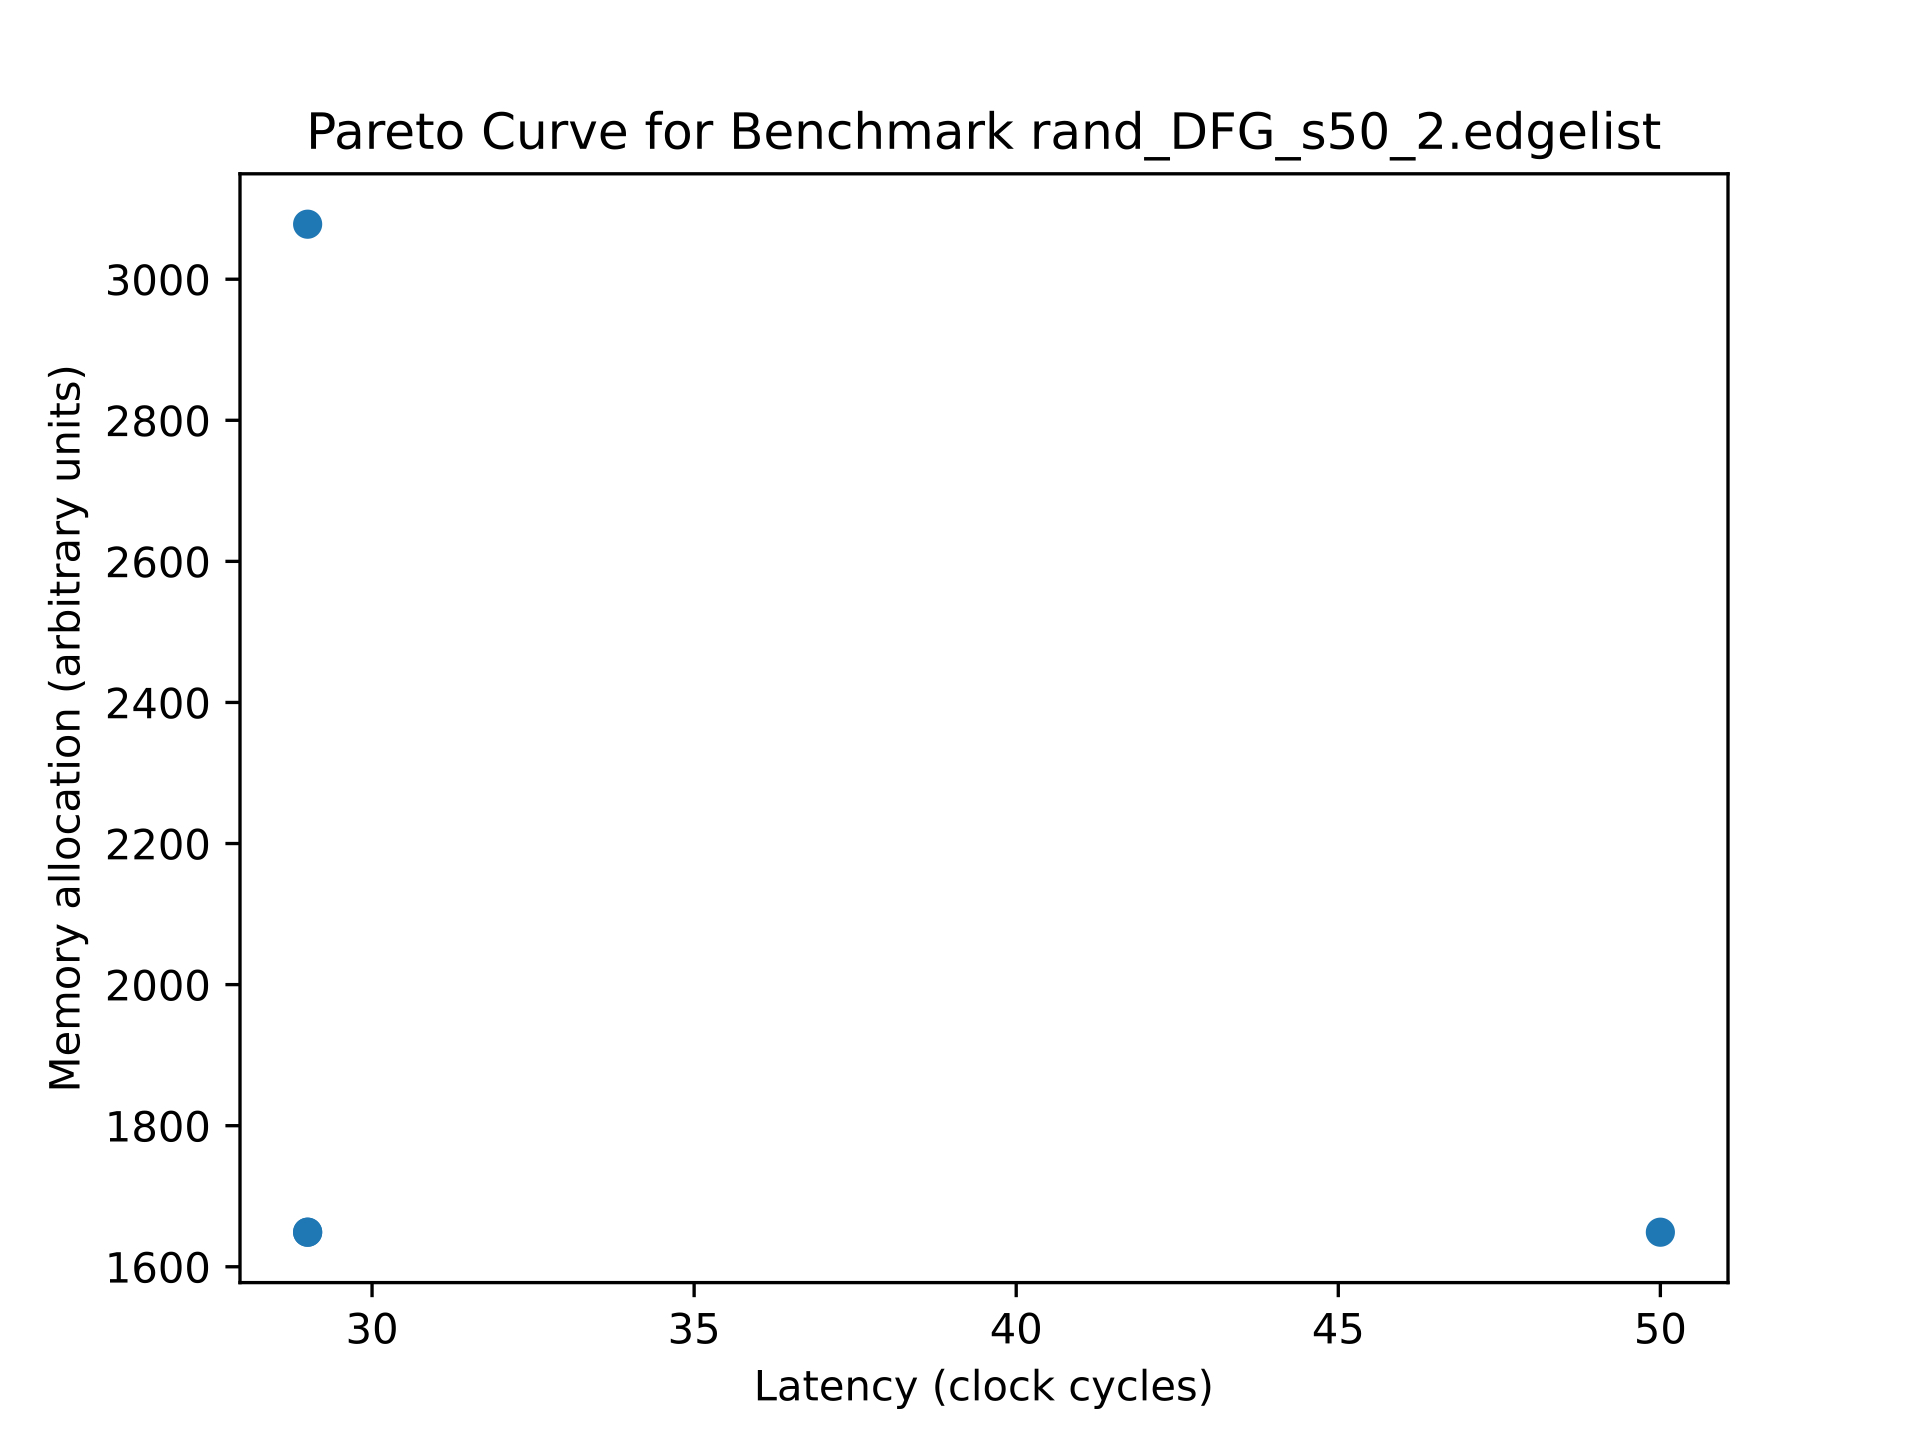 Pareto Curve for Benchmark rand_DFG_s50_2.edgelist
Memory allocation (arbitrary units)
3000
2800
2600
2400
2200
2000
1800
1600
30 35 40 45 50
Latency (clock cycles)